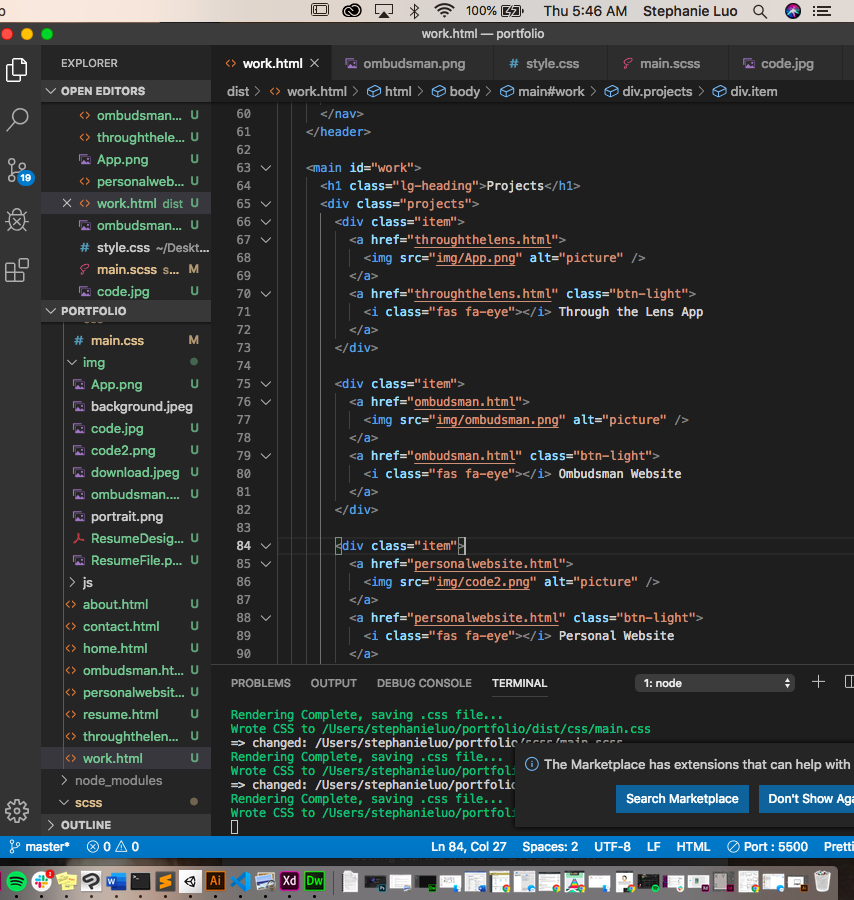 100% Thu 5:46 AM Stephanie Luo
work.html — portfolio
EXPLORER
OPEN EDITORS
ombudsman... U
throughthele... U
App.png U
personalweb... U
work.html dist U
ombudsman... U
# style.css ~/Deskt...
main.scss s... M
code.jpg U
PORTFOLIO
# main.css M
img
App.png U
background.jpeg
code.jpg U
code2.png U
download.jpeg U
ombudsman.... U
portrait.png
ResumeDesig... U
ResumeFile.p... U
js
about.html U
contact.html U
home.html U
ombudsman.ht... U
personalwebsit... U
resume.html U
throughthelen... U
work.html U
node_modules
scss
OUTLINE
19
work.html ombudsman.png # style.css main.scss code.jpg
dist > work.html > html > body > main#work > div.projects > div.item
60 </nav>
61 </header>
62
63 <main id="work">
64 <h1 class="lg-heading">Projects</h1>
65 <div class="projects">
66 <div class="item">
67 <a href="throughthelens.html">
68 <img src="img/App.png" alt="picture" />
69 </a>
70 <a href="throughthelens.html" class="btn-light">
71 <i class="fas fa-eye"></i> Through the Lens App
72 </a>
73 </div>
74
75 <div class="item">
76 <a href="ombudsman.html">
77 <img src="img/ombudsman.png" alt="picture" />
78 </a>
79 <a href="ombudsman.html" class="btn-light">
80 <i class="fas fa-eye"></i> Ombudsman Website
81 </a>
82 </div>
83
84 <div class="item">
85 <a href="personalwebsite.html">
86 <img src="img/code2.png" alt="picture" />
87 </a>
88 <a href="personalwebsite.html" class="btn-light">
89 <i class="fas fa-eye"></i> Personal Website
90 </a>
PROBLEMS OUTPUT DEBUG CONSOLE TERMINAL 1: node
Rendering Complete, saving .css file...
Wrote CSS to /Users/stephanieluo/portfolio/dist/css/main.css
=> changed: /Users/stephanieluo/portfolio/scss/main.scss
Rendering Complete, saving .css file...
Wrote CSS to /Users/stephanieluo/portfoli
=> changed: /Users/stephanieluo/portfolio
Rendering Complete, saving .css file...
Wrote CSS to /Users/stephanieluo/portfoli
The Marketplace has extensions that can help with
Search Marketplace Don't Show Aga
master* 0 0 Ln 84, Col 27 Spaces: 2 UTF-8 LF HTML Port : 5500 Pretti
1 W Ai Xd Dw